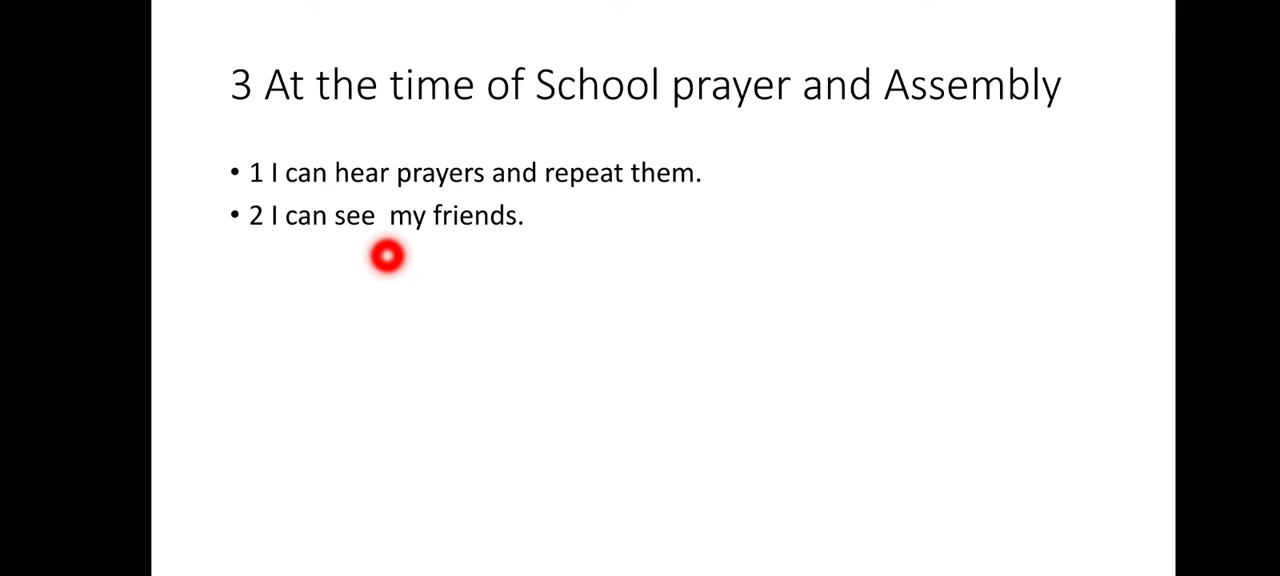 3 At the time of School prayer and Assembly
• 1 I can hear prayers and repeat them.
• 2 I can see  my friends.